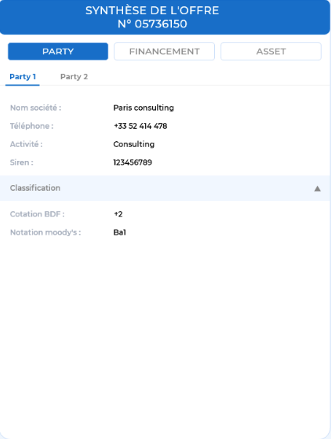 SYNTHÈSE DE L'OFFRE
N° 05736150
PARTY FINANCEMENT ASSET
Party 1 Party 2
Nom société : Paris consulting
Téléphone : +33 52 414 478
Activité : Consulting
Siren : 123456789
Classification
Cotation BDF : +2
Notation moody's : Ba1